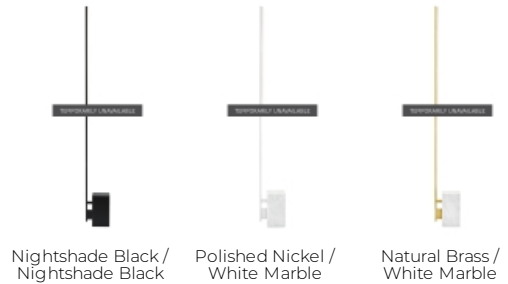 TEMPORARILY UNAVAILABLE
TEMPORARILY UNAVAILABLE
TEMPORARILY UNAVAILABLE
Nightshade Black /
Nightshade Black
Polished Nickel /
White Marble
Natural Brass /
White Marble